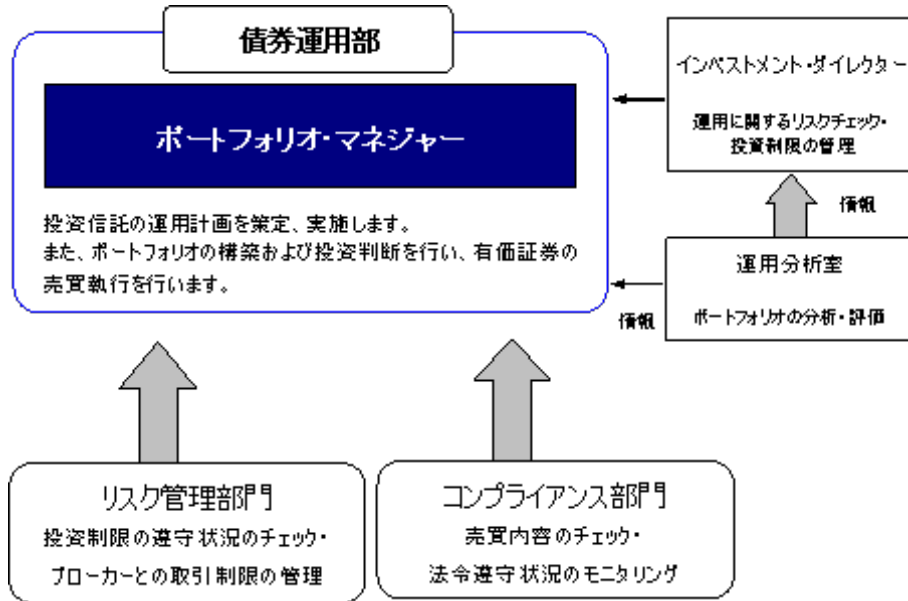 債券運用部
ポートフォリオ・マネジャー
投資信託の運用計画を策定、実施します。
また、ポートフォリオの構築および投資判断を行い、有価証券の
売買執行を行います。
インベストメント・ダイレクター
運用に関するリスクチェック・
投資制限の管理
情報
運用分析室
ポートフォリオの分析・評価
情報
リスク管理部門
投資制限の遵守状況のチェック・
ブローカーとの取引制限の管理
コンプライアンス部門
売買内容のチェック・
法令遵守状況のモニタリング